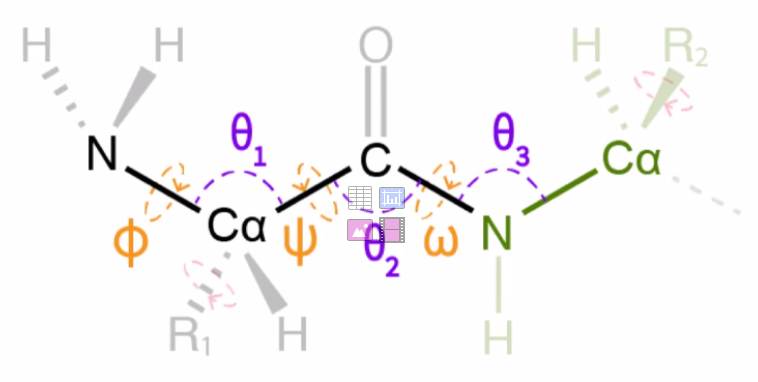 H H O H R₂
θ₁ θ₃
N C Cα
Cα N
ϕ ψ θ₂ ω
R₁ H H